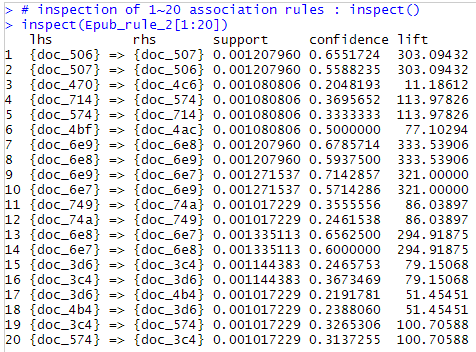 > # inspection of 1~20 association rules : inspect()
> inspect(Epub_rule_2[1:20])
   lhs          rhs       support     confidence lift
1  {doc_506} => {doc_507} 0.001207960 0.6551724 303.09432
2  {doc_507} => {doc_506} 0.001207960 0.5588235 303.09432
3  {doc_470} => {doc_4c6} 0.001080806 0.2048193  11.18612
4  {doc_714} => {doc_574} 0.001080806 0.3695652 113.97826
5  {doc_574} => {doc_714} 0.001080806 0.3333333 113.97826
6  {doc_4bf} => {doc_4ac} 0.001080806 0.5000000  77.10294
7  {doc_6e9} => {doc_6e8} 0.001207960 0.6785714 333.53906
8  {doc_6e8} => {doc_6e9} 0.001207960 0.5937500 333.53906
9  {doc_6e9} => {doc_6e7} 0.001271537 0.7142857 321.00000
10 {doc_6e7} => {doc_6e9} 0.001271537 0.5714286 321.00000
11 {doc_749} => {doc_74a} 0.001017229 0.3555556  86.03897
12 {doc_74a} => {doc_749} 0.001017229 0.2461538  86.03897
13 {doc_6e8} => {doc_6e7} 0.001335113 0.6562500 294.91875
14 {doc_6e7} => {doc_6e8} 0.001335113 0.6000000 294.91875
15 {doc_3d6} => {doc_3c4} 0.001144383 0.2465753  79.15068
16 {doc_3c4} => {doc_3d6} 0.001144383 0.3673469  79.15068
17 {doc_3d6} => {doc_4b4} 0.001017229 0.2191781  51.45451
18 {doc_4b4} => {doc_3d6} 0.001017229 0.2388060  51.45451
19 {doc_3c4} => {doc_574} 0.001017229 0.3265306 100.70588
20 {doc_574} => {doc_3c4} 0.001017229 0.3137255 100.70588